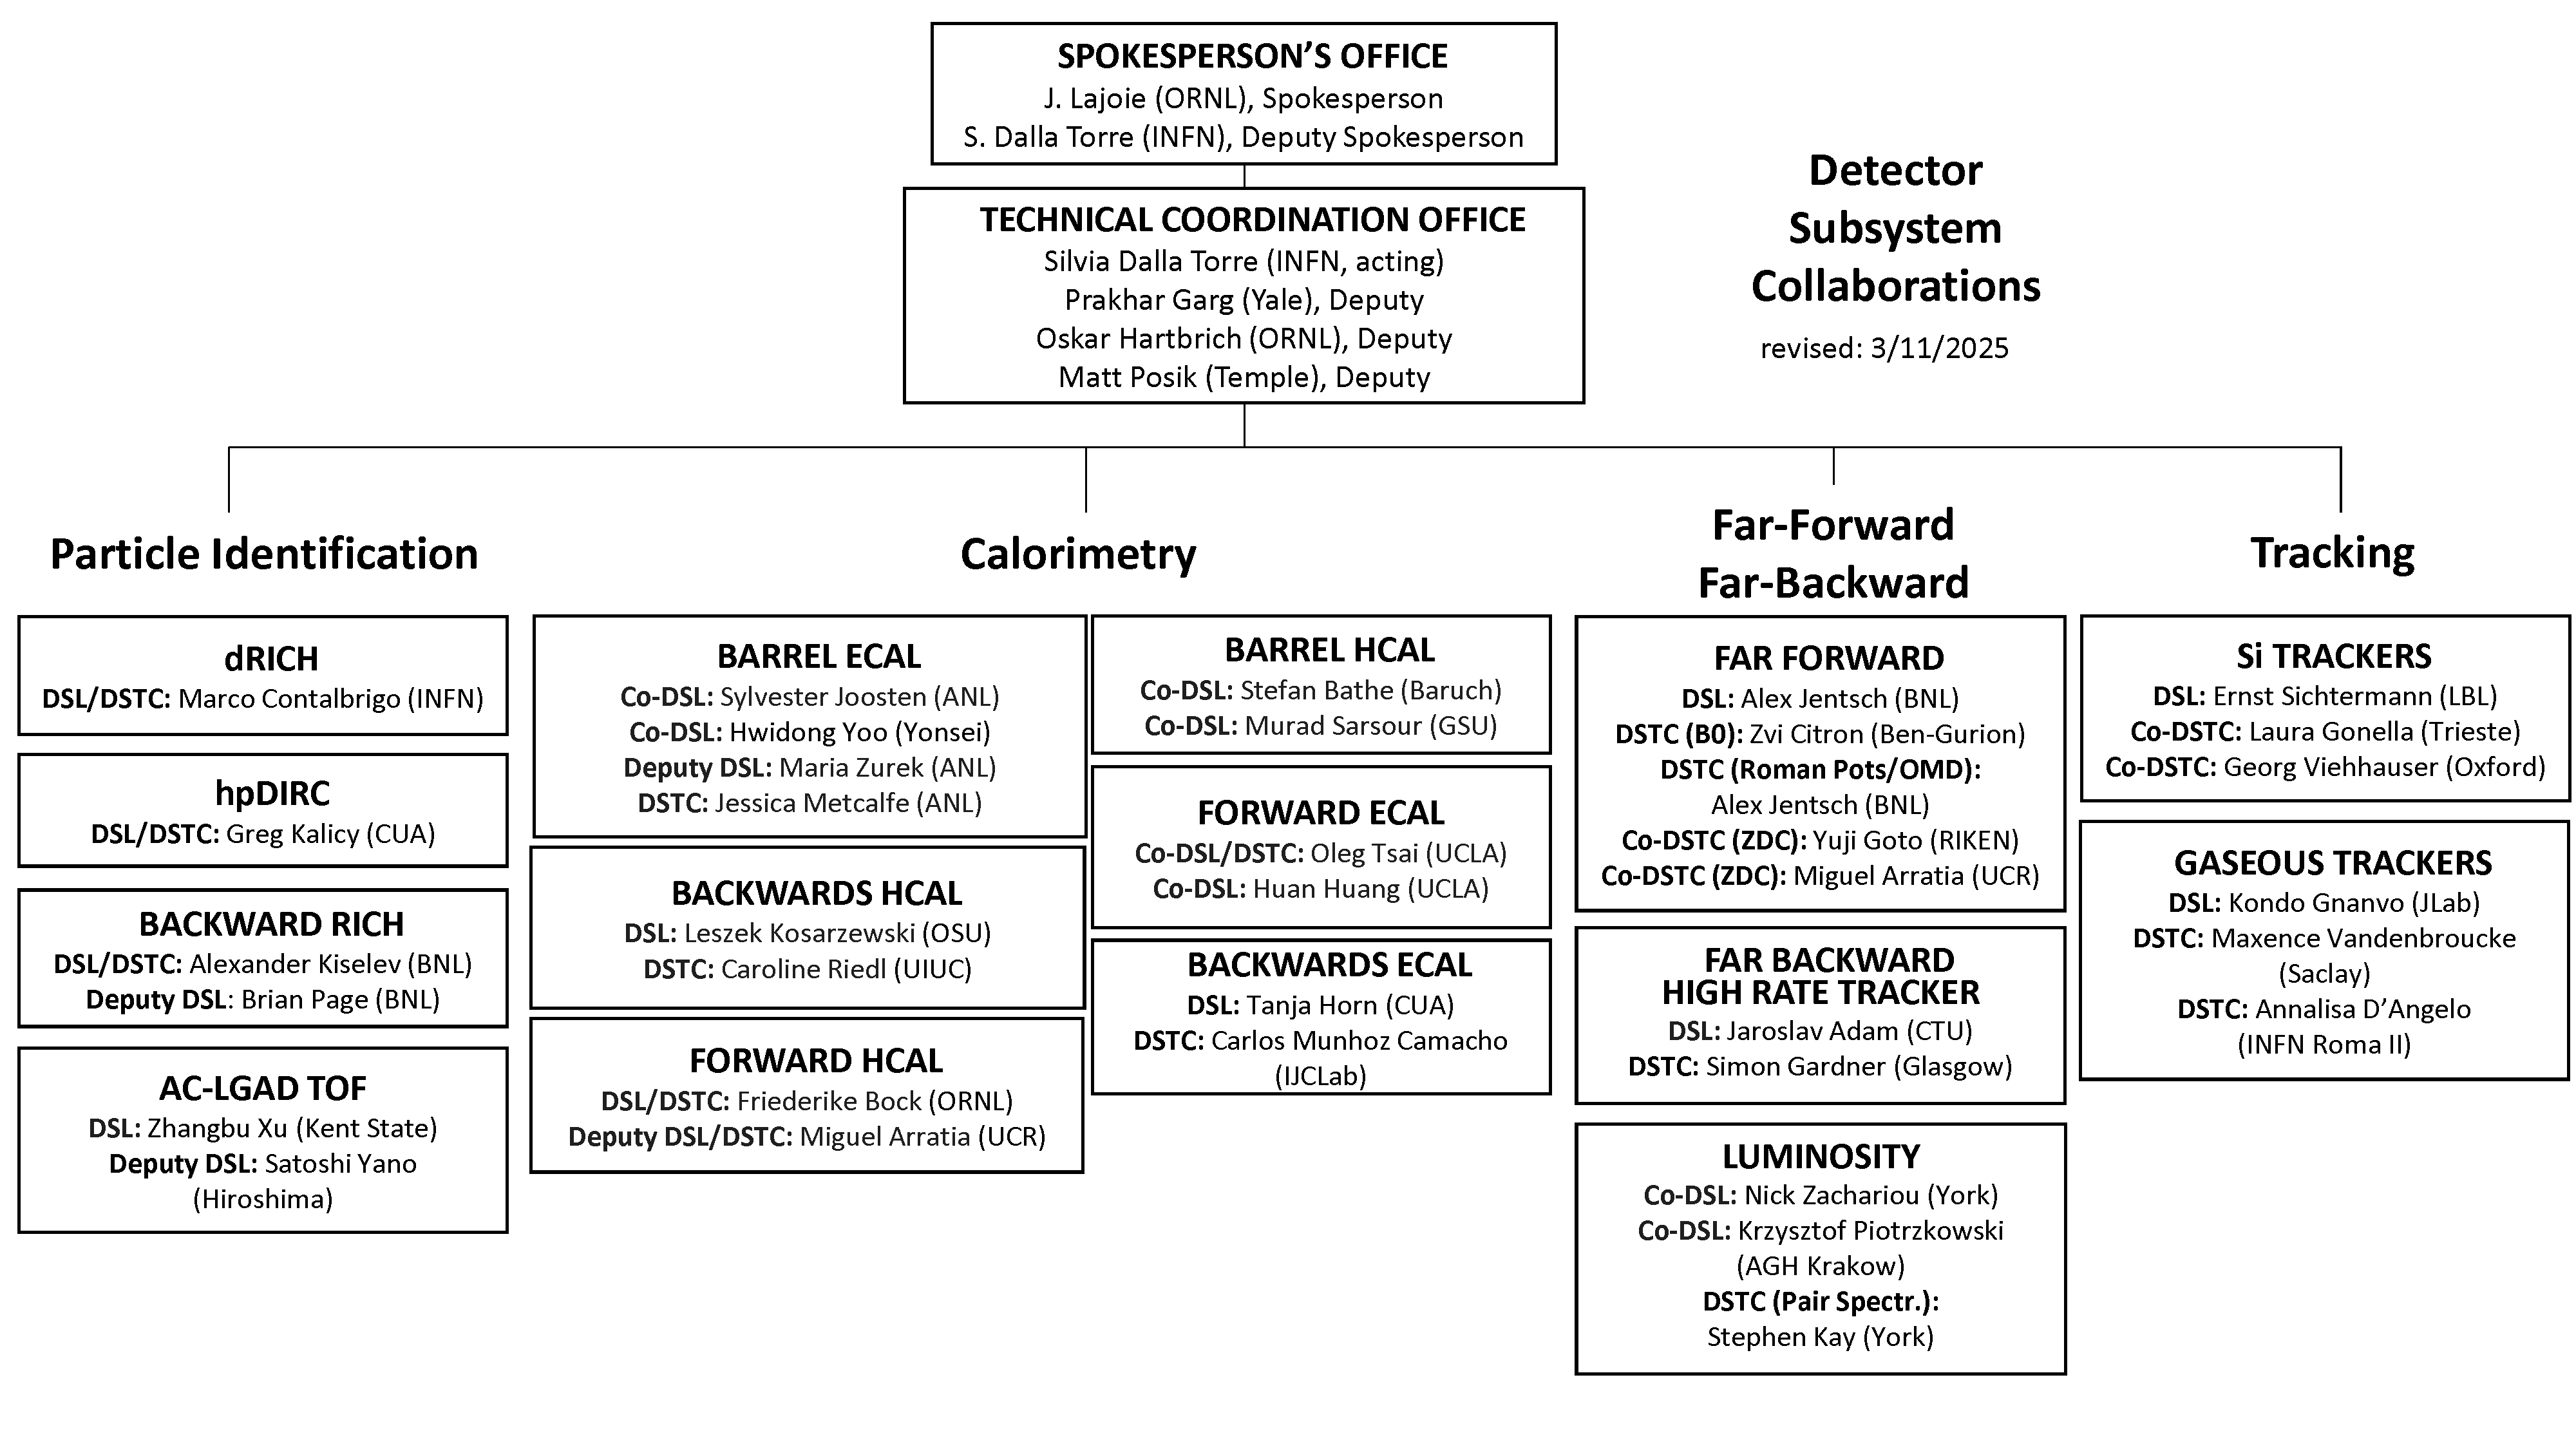 SPOKESPERSON’S OFFICE
J. Lajoie (ORNL), Spokesperson
S. Dalla Torre (INFN), Deputy Spokesperson
TECHNICAL COORDINATION OFFICE
Silvia Dalla Torre (INFN, acting)
Prakhar Garg (Yale), Deputy
Oskar Hartbrich (ORNL), Deputy
Matt Posik (Temple), Deputy
Detector
Subsystem
Collaborations
revised: 3/11/2025
Particle Identification
dRICH
DSL/DSTC: Marco Contalbrigo (INFN)
hpDIRC
DSL/DSTC: Greg Kalicy (CUA)
BACKWARD RICH
DSL/DSTC: Alexander Kiselev (BNL)
Deputy DSL: Brian Page (BNL)
AC-LGAD TOF
DSL: Zhangbu Xu (Kent State)
Deputy DSL: Satoshi Yano
(Hiroshima)
Calorimetry
BARREL ECAL
Co-DSL: Sylvester Joosten (ANL)
Co-DSL: Hwidong Yoo (Yonsei)
Deputy DSL: Maria Zurek (ANL)
DSTC: Jessica Metcalfe (ANL)
BACKWARDS HCAL
DSL: Leszek Kosarzewski (OSU)
DSTC: Caroline Riedl (UIUC)
FORWARD HCAL
DSL/DSTC: Friederike Bock (ORNL)
Deputy DSL/DSTC: Miguel Arratia (UCR)
BARREL HCAL
Co-DSL: Stefan Bathe (Baruch)
Co-DSL: Murad Sarsour (GSU)
FORWARD ECAL
Co-DSL/DSTC: Oleg Tsai (UCLA)
Co-DSL: Huan Huang (UCLA)
BACKWARDS ECAL
DSL: Tanja Horn (CUA)
DSTC: Carlos Munhoz Camacho
(IJCLab)
Far-Forward
Far-Backward
FAR FORWARD
DSL: Alex Jentsch (BNL)
DSTC (B0): Zvi Citron (Ben-Gurion)
DSTC (Roman Pots/OMD):
Alex Jentsch (BNL)
Co-DSTC (ZDC): Yuji Goto (RIKEN)
Co-DSTC (ZDC): Miguel Arratia (UCR)
FAR BACKWARD
HIGH RATE TRACKER
DSL: Jaroslav Adam (CTU)
DSTC: Simon Gardner (Glasgow)
LUMINOSITY
Co-DSL: Nick Zachariou (York)
Co-DSL: Krzysztof Piotrzkowski
(AGH Krakow)
DSTC (Pair Spectr.):
Stephen Kay (York)
Tracking
Si TRACKERS
DSL: Ernst Sichtermann (LBL)
Co-DSTC: Laura Gonella (Trieste)
Co-DSTC: Georg Viehhauser (Oxford)
GASEOUS TRACKERS
DSL: Kondo Gnanvo (JLab)
DSTC: Maxence Vandenbroucke
(Saclay)
DSTC: Annalisa D’Angelo
(INFN Roma II)